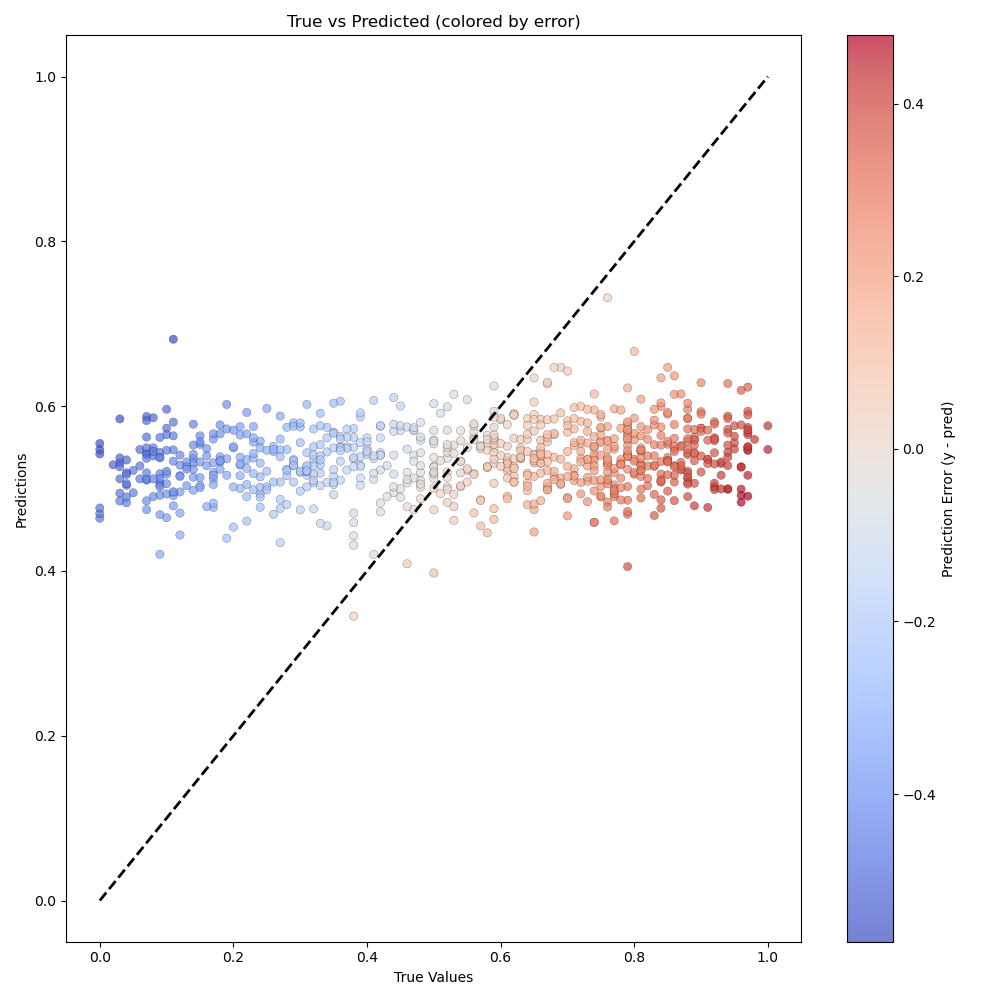 True vs Predicted (colored by error)
1.0
0.8
0.6
0.4
0.2
0.0
Predictions
0.0 0.2 0.4 0.6 0.8 1.0
True Values
0.4
0.2
0.0
−0.2
−0.4
Prediction Error (y - pred)